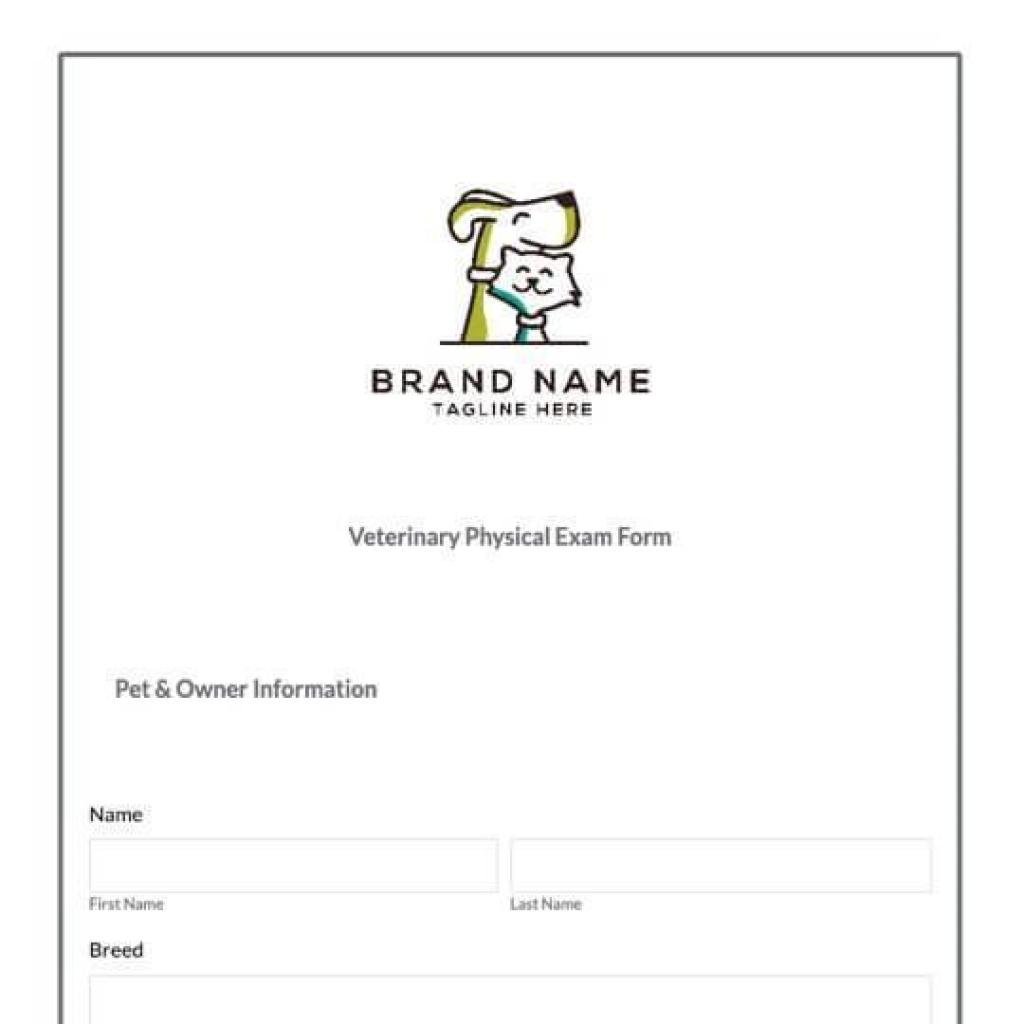 BRAND NAME
TAGLINE HERE
Veterinary Physical Exam Form
Pet & Owner Information
Name
First Name Last Name
Breed